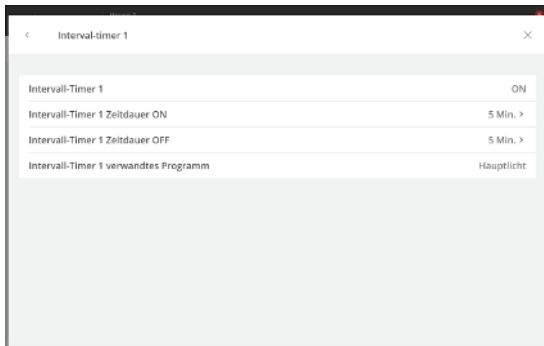 Interval-timer 1
Intervall-Timer 1 ON
Intervall-Timer 1 Zeitdauer ON 5 Min. >
Intervall-Timer 1 Zeitdauer OFF 5 Min. >
Intervall-Timer 1 verwandtes Programm Hauptlicht